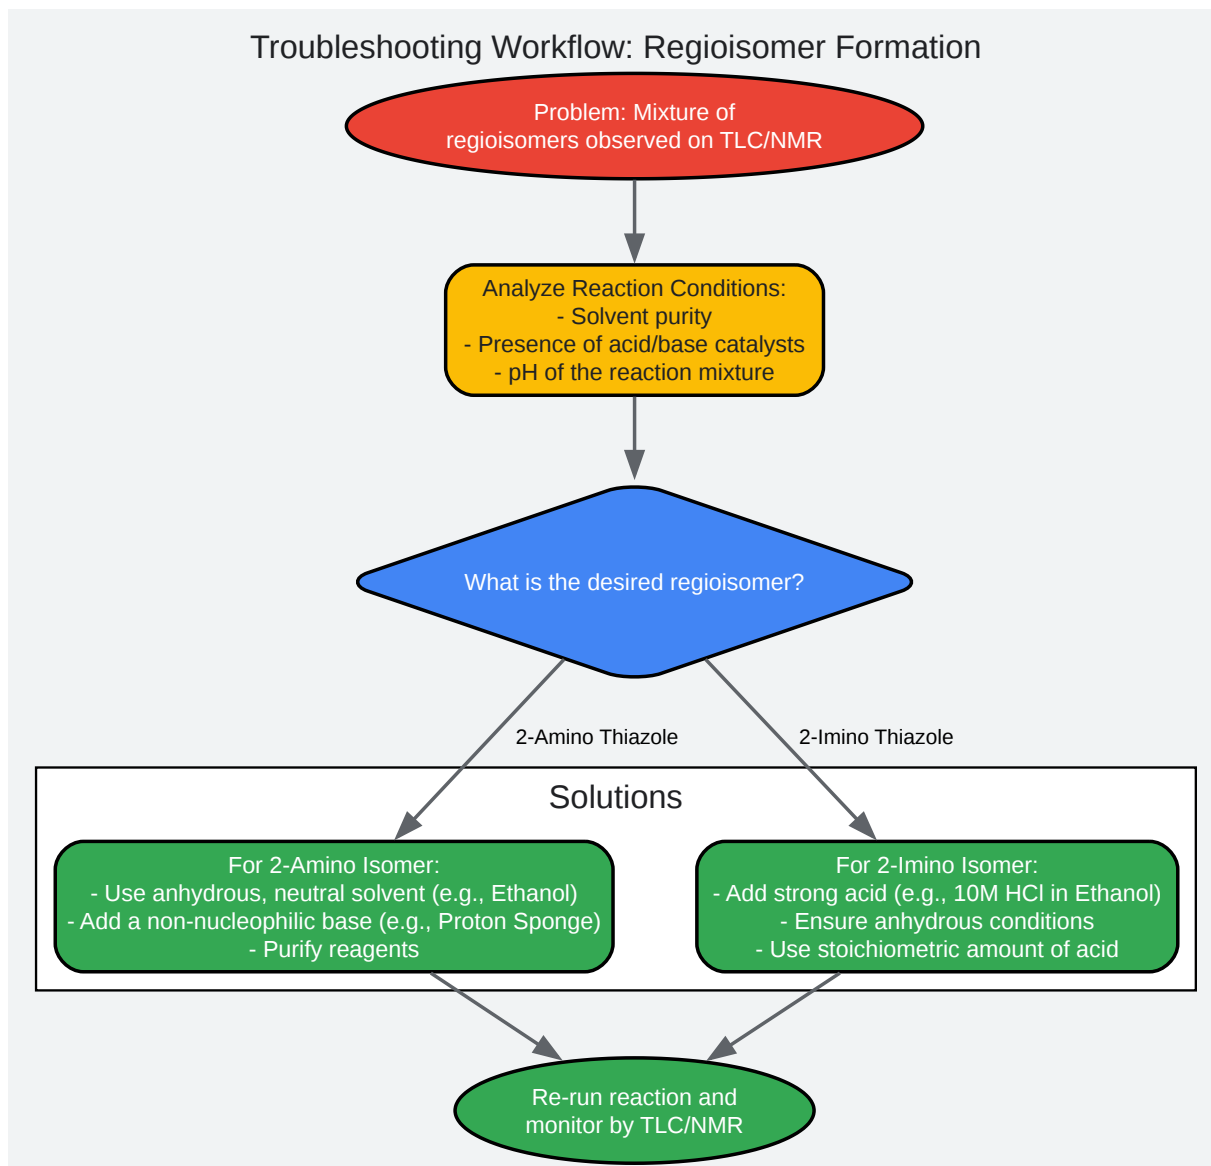 Troubleshooting Workflow: Regioisomer Formation
Problem: Mixture of
regioisomers observed on TLC/NMR
Analyze Reaction Conditions:
- Solvent purity
- Presence of acid/base catalysts
- pH of the reaction mixture
What is the desired regioisomer?
2-Amino Thiazole
2-Imino Thiazole
Solutions
For 2-Amino Isomer:
- Use anhydrous, neutral solvent (e.g., Ethanol)
- Add a non-nucleophilic base (e.g., Proton Sponge)
- Purify reagents
For 2-Imino Isomer:
- Add strong acid (e.g., 10M HCl in Ethanol)
- Ensure anhydrous conditions
- Use stoichiometric amount of acid
Re-run reaction and
monitor by TLC/NMR